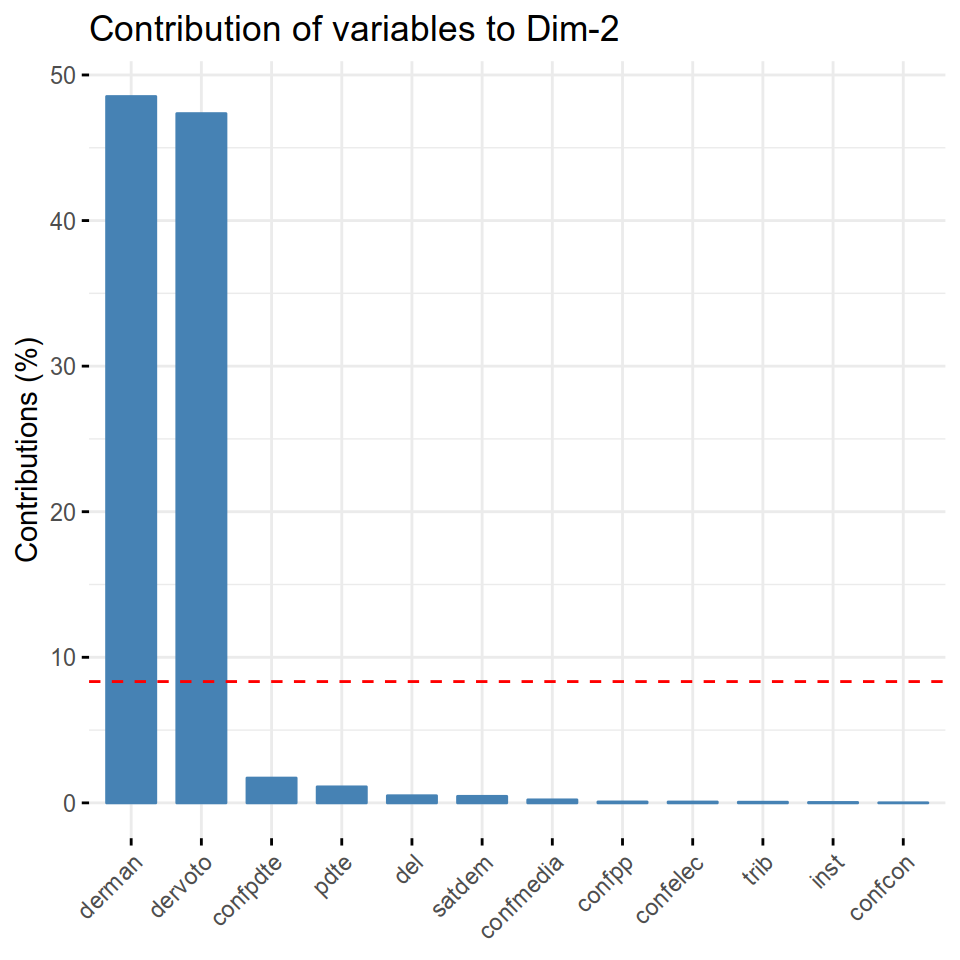 Contribution of variables to Dim-2
Contributions (%)
50
40
30
20
10
0
derman
dervoto
confpdte
pdte
del
satdem
confmedia
confpp
confelec
trib
inst
confcon